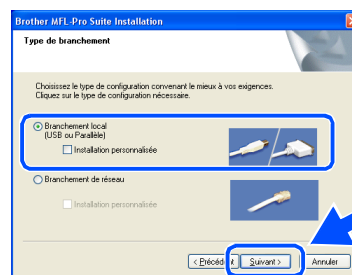 Brother MFL-Pro Suite Installation
Type de branchement
Choisissez le type de configuration convenant le mieux à vos exigences.
Cliquez sur le type de configuration nécessaire.
Branchement local
(USB ou Parallèle)
Installation personnalisée
Branchement de réseau
Installation personnalisée
< Précédent Suivant > Annuler